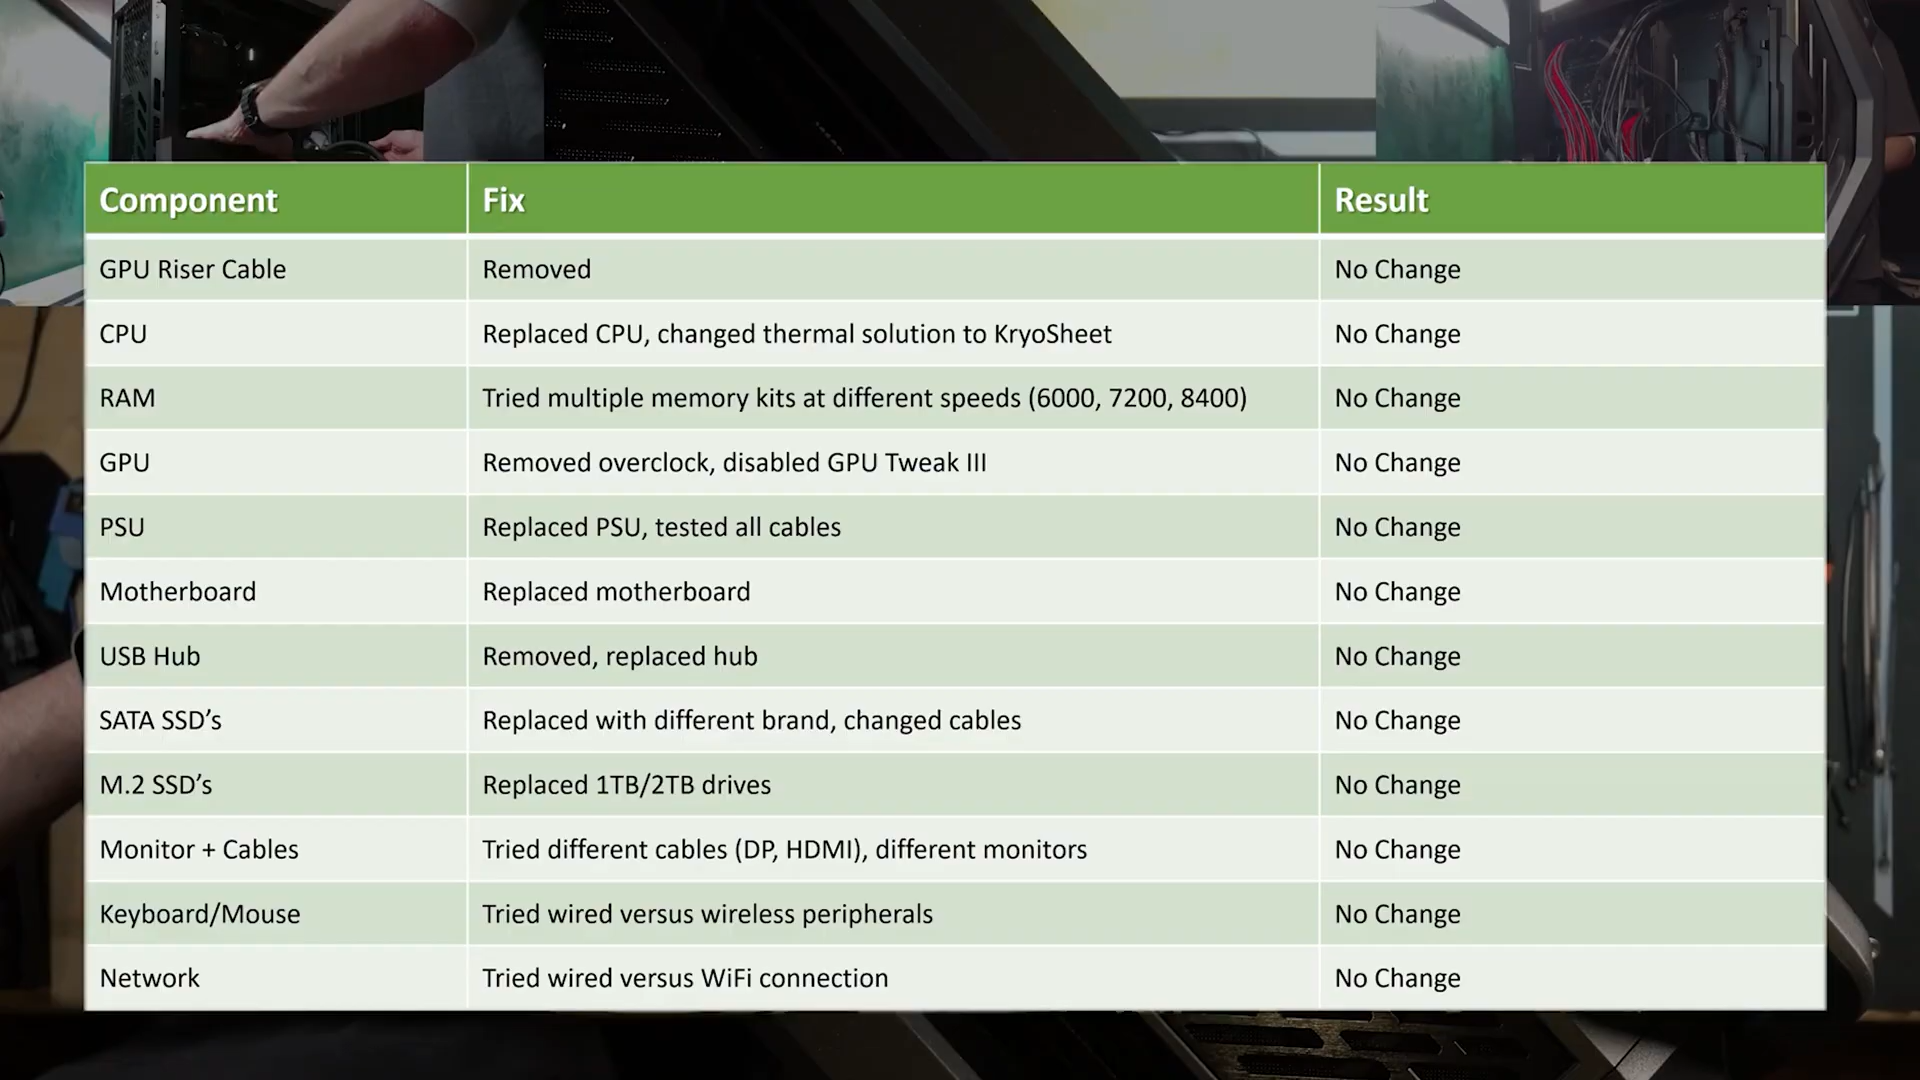 Component Fix Result
GPU Riser Cable Removed No Change
CPU Replaced CPU, changed thermal solution to KryoSheet No Change
RAM Tried multiple memory kits at different speeds (6000, 7200, 8400) No Change
GPU Removed overclock, disabled GPU Tweak III No Change
PSU Replaced PSU, tested all cables No Change
Motherboard Replaced motherboard No Change
USB Hub Removed, replaced hub No Change
SATA SSD’s Replaced with different brand, changed cables No Change
M.2 SSD’s Replaced 1TB/2TB drives No Change
Monitor + Cables Tried different cables (DP, HDMI), different monitors No Change
Keyboard/Mouse Tried wired versus wireless peripherals No Change
Network Tried wired versus WiFi connection No Change